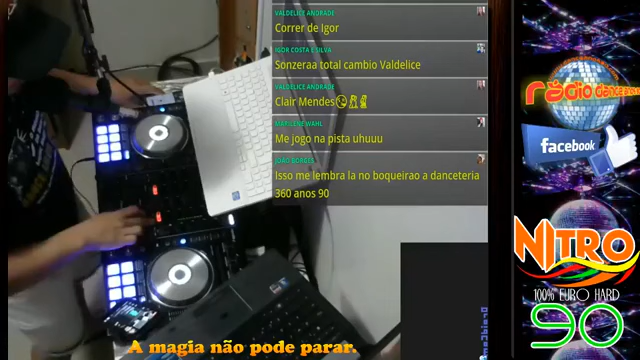 VALDELICE ANDRADE
Correr de Igor
IGOR COSTA E SILVA
Sonzeraa total cambio Valdelice
VALDELICE ANDRADE
Clair Mendes
MARILENE WAHL
Me jogo na pista uhuuu
JOAO BORGES
Isso me lembra la no boqueirao a danceteria
360 anos 90
A magia não pode parar.
rádio
facebook
NITRO
100% EURO HARD
90